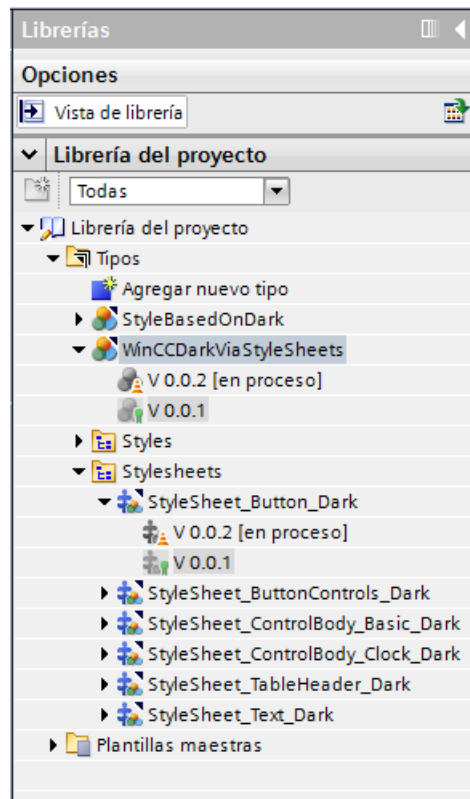 Librerías
Opciones
Vista de librería
Librería del proyecto
Todas
Librería del proyecto
Tipos
Agregar nuevo tipo
StyleBasedOnDark
WinCCDarkViaStyleSheets
V 0.0.2 [en proceso]
V 0.0.1
Styles
Stylesheets
StyleSheet_Button_Dark
V 0.0.2 [en proceso]
V 0.0.1
StyleSheet_ButtonControls_Dark
StyleSheet_ControlBody_Basic_Dark
StyleSheet_ControlBody_Clock_Dark
StyleSheet_TableHeader_Dark
StyleSheet_Text_Dark
Plantillas maestras